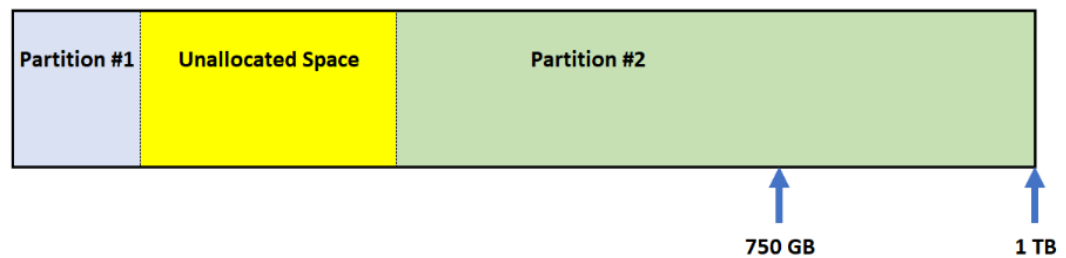 Partition #1
Unallocated Space
Partition #2
750 GB
1 TB